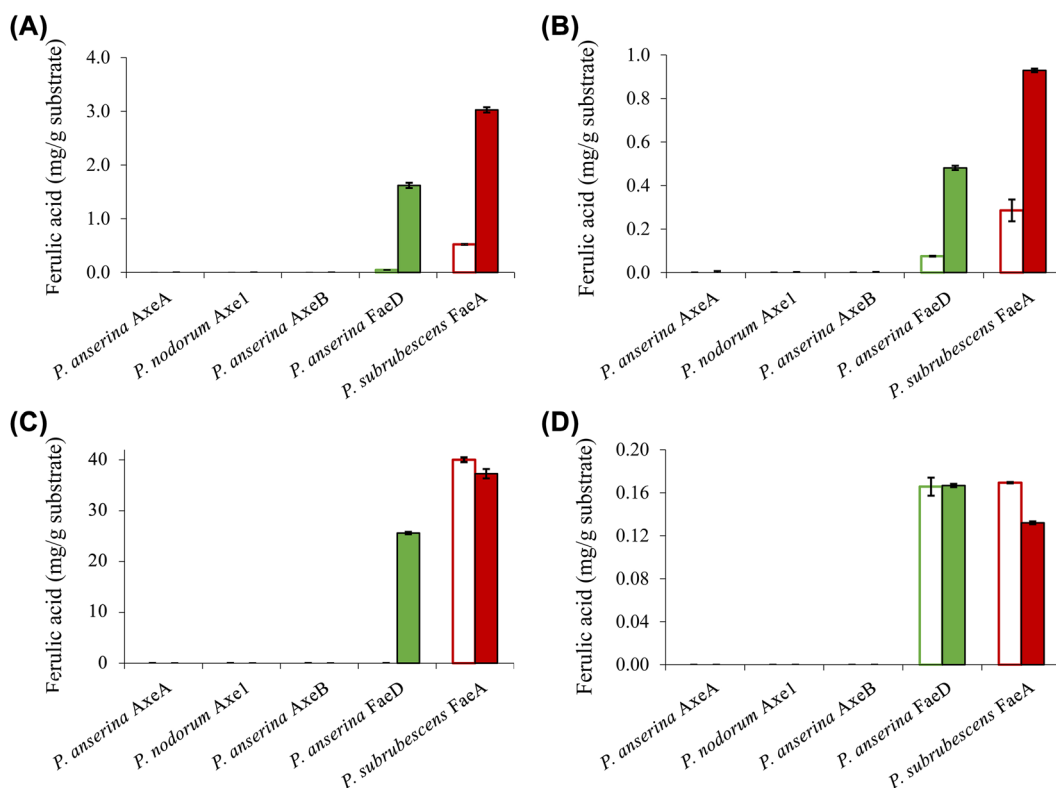 (A)
Ferulic acid (mg/g substrate)
4.0
3.0
2.0
1.0
0.0
P. anserina AxeA
P. nodorum Axe1
P. anserina AxeB
P. anserina FaeD
P. subrubescens FaeA
(B)
Ferulic acid (mg/g substrate)
1.0
0.8
0.6
0.4
0.2
0.0
P. anserina AxeA
P. nodorum Axe1
P. anserina AxeB
P. anserina FaeD
P. subrubescens FaeA
(C)
Ferulic acid (mg/g substrate)
40
30
20
10
0
P. anserina AxeA
P. nodorum Axe1
P. anserina AxeB
P. anserina FaeD
P. subrubescens FaeA
(D)
Ferulic acid (mg/g substrate)
0.20
0.16
0.12
0.08
0.04
0.00
P. anserina AxeA
P. nodorum Axe1
P. anserina AxeB
P. anserina FaeD
P. subrubescens FaeA